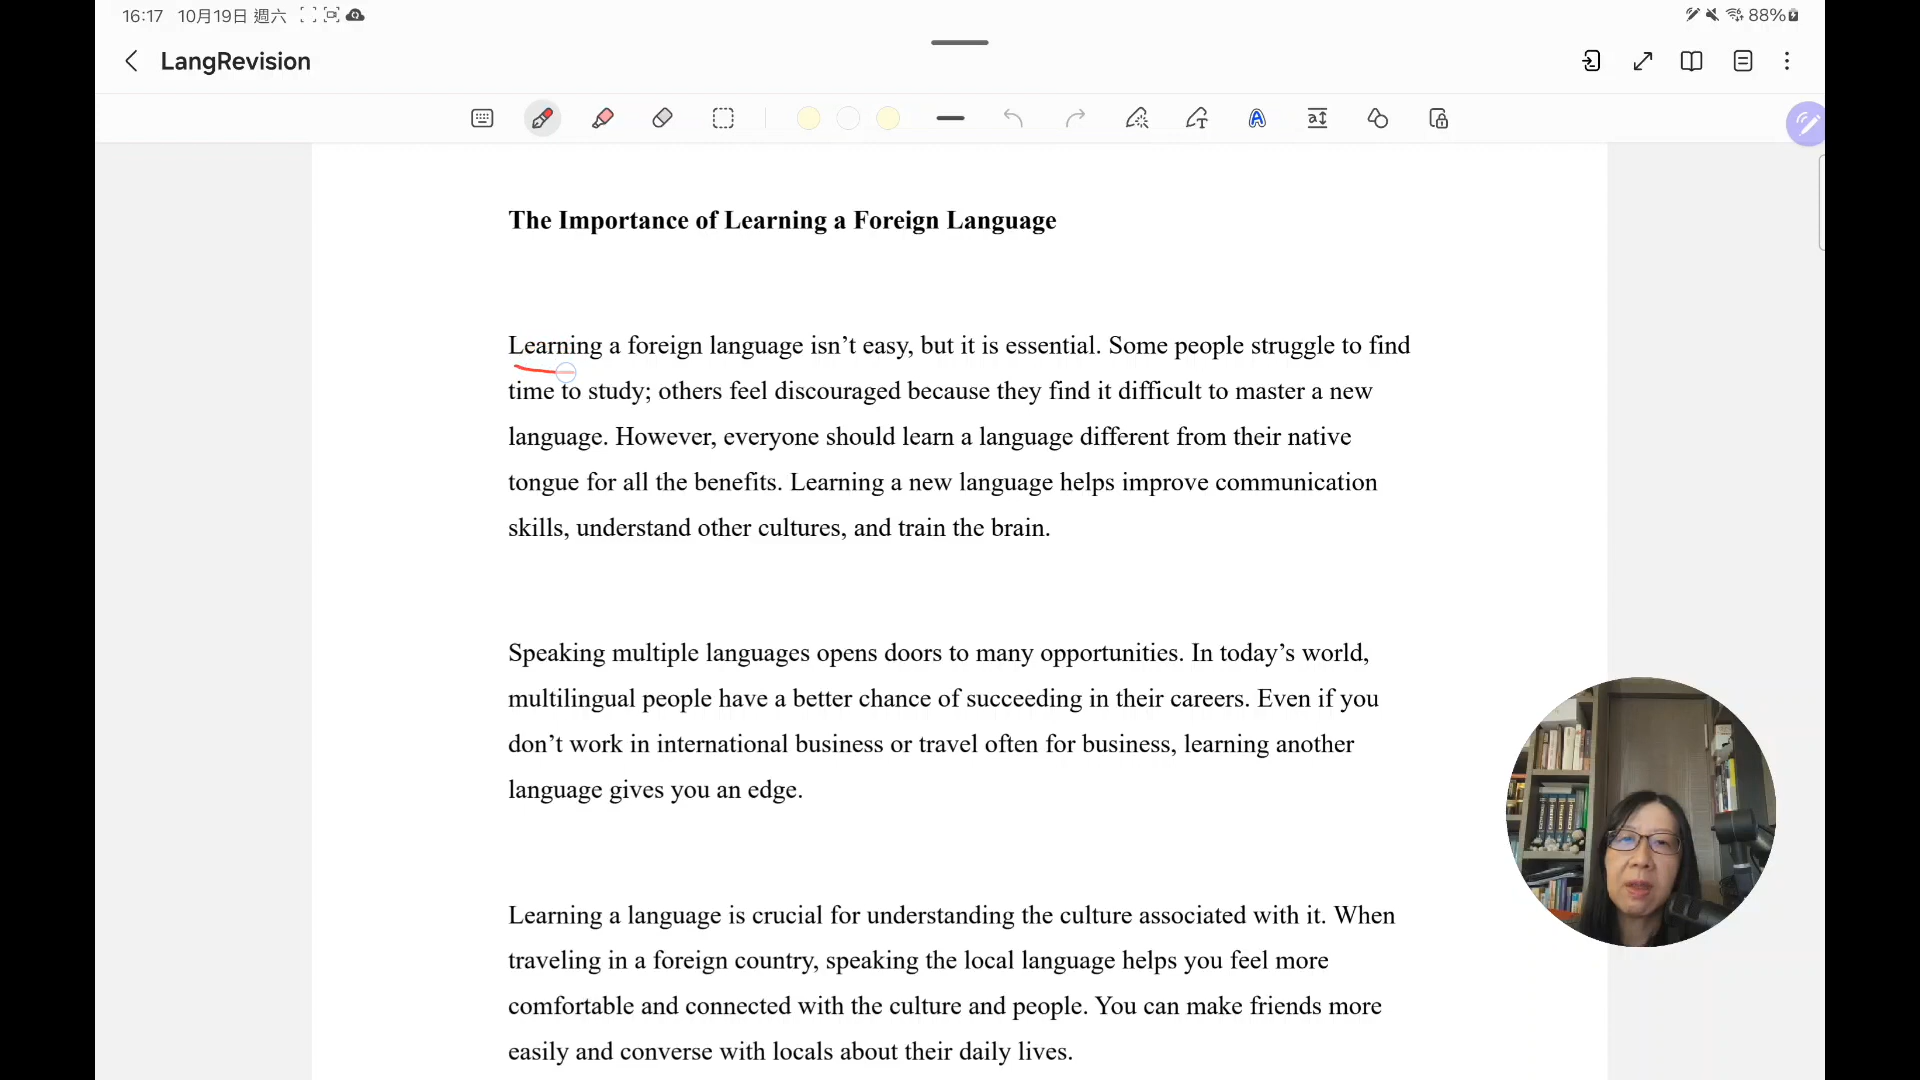 16:17 10月19日 週六 88%
LangRevision
The Importance of Learning a Foreign Language
Learning a foreign language isn’t easy, but it is essential. Some people struggle to find
time to study; others feel discouraged because they find it difficult to master a new
language. However, everyone should learn a language different from their native
tongue for all the benefits. Learning a new language helps improve communication
skills, understand other cultures, and train the brain.
Speaking multiple languages opens doors to many opportunities. In today’s world,
multilingual people have a better chance of succeeding in their careers. Even if you
don’t work in international business or travel often for business, learning another
language gives you an edge.
Learning a language is crucial for understanding the culture associated with it. When
traveling in a foreign country, speaking the local language helps you feel more
comfortable and connected with the culture and people. You can make friends more
easily and converse with locals about their daily lives.